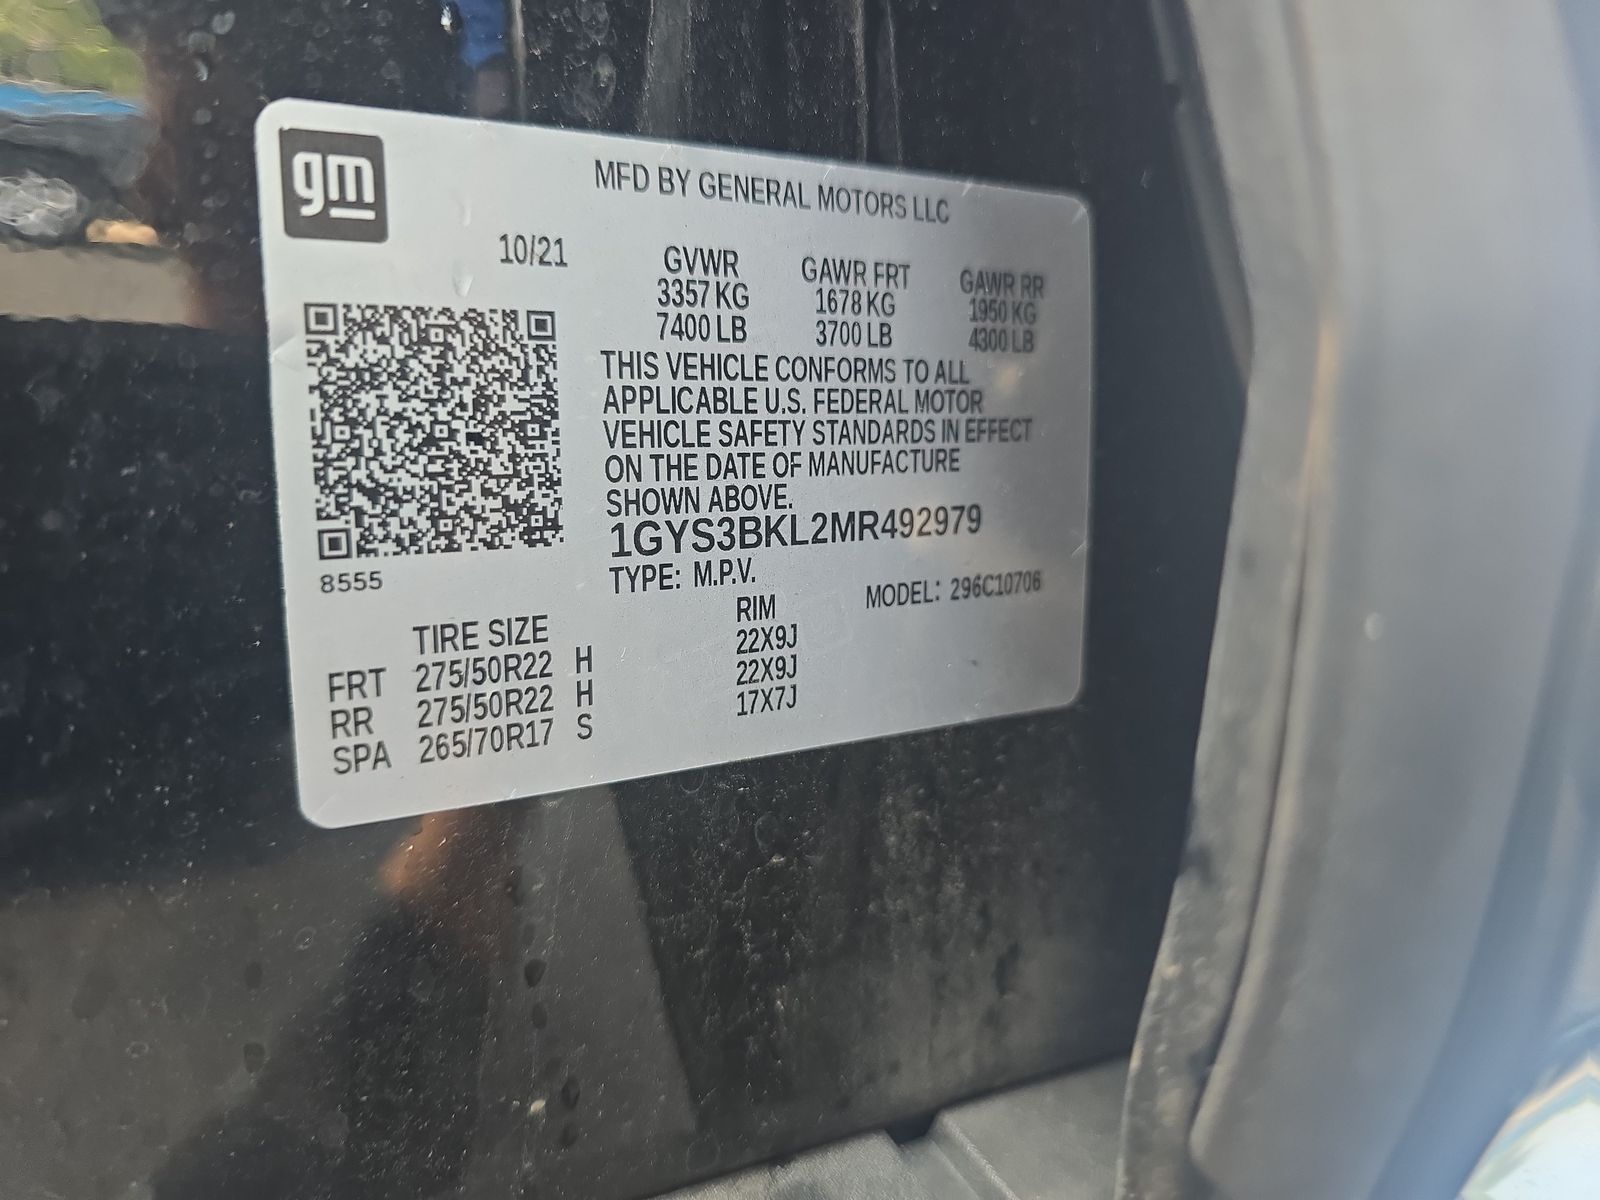 gm
MFD BY GENERAL MOTORS LLC
10/21
GVWR GAWR FRT GAWR RR
3357 KG 1678 KG 1950 KG
7400 LB 3700 LB 4300 LB
THIS VEHICLE CONFORMS TO ALL
APPLICABLE U.S. FEDERAL MOTOR
VEHICLE SAFETY STANDARDS IN EFFECT
ON THE DATE OF MANUFACTURE
SHOWN ABOVE.
1GYS3BKL2MR492979
8555
TYPE: M.P.V. MODEL: 296C10706
TIRE SIZE RIM
FRT 275/50R22 H 22X9J
RR 275/50R22 H 22X9J
SPA 265/70R17 S 17X7J